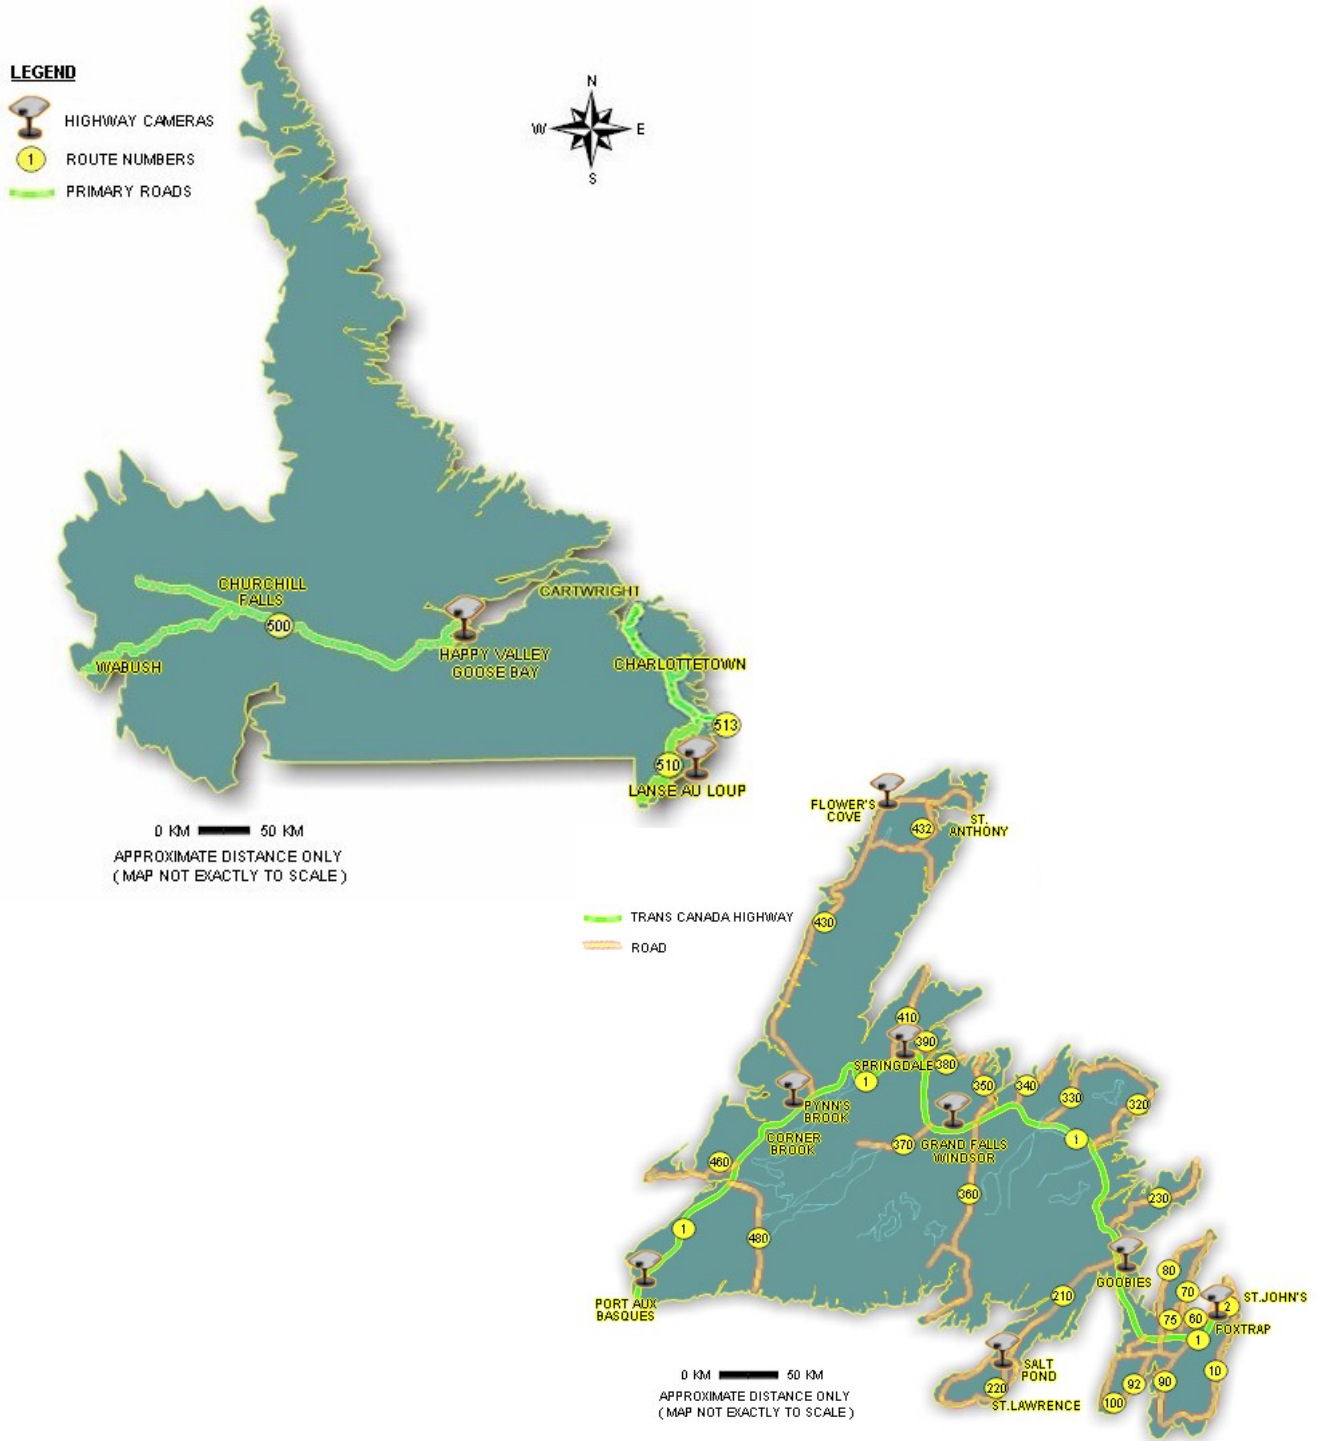 LEGEND
HIGHWAY CAMERAS
1 ROUTE NUMBERS
PRIMARY ROADS
N
W E
S
CHURCHILL
FALLS
500
WABUSH
HAPPY VALLEY
GOOSE BAY
CARTWRIGHT
CHARLOTTETOWN
513
510
LANSE AU LOUP
0 KM 50 KM
APPROXIMATE DISTANCE ONLY
( MAP NOT EXACTLY TO SCALE )
TRANS CANADA HIGHWAY
ROAD
FLOWER'S
COVE
432
ST.
ANTHONY
430
410
390
SPRINGDALE
380
1
350
340
330
320
PYNN'S
BROOK
CORNER
BROOK
370
GRAND FALLS
WINDSOR
1
460
360
230
1
480
GOOBIES
80
70
210
2
ST.JOHN'S
PORT AUX
BASQUES
75
60
FOXTRAP
1
SALT
POND
10
92
90
220
100
ST.LAWRENCE
0 KM 50 KM
APPROXIMATE DISTANCE ONLY
( MAP NOT EXACTLY TO SCALE )